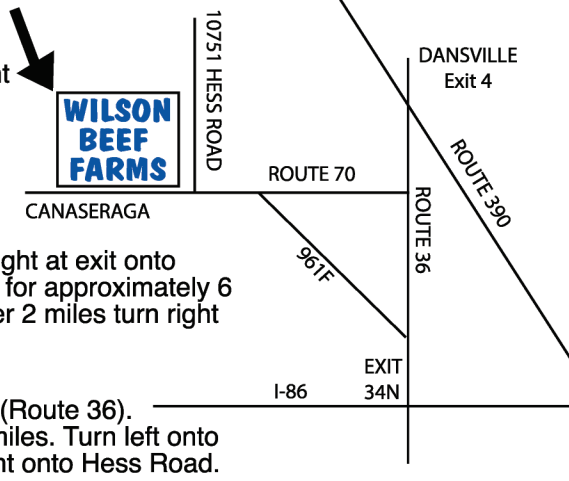 10751 HESS ROAD
DANSVILLE
Exit 4
WILSON
BEEF
FARMS
ROUTE 70
ROUTE 390
CANASERAGA
ROUTE 36
961F
ght at exit onto
for approximately 6
er 2 miles turn right
EXIT
34N
I-86
(Route 36).
niles. Turn left onto
nt onto Hess Road.